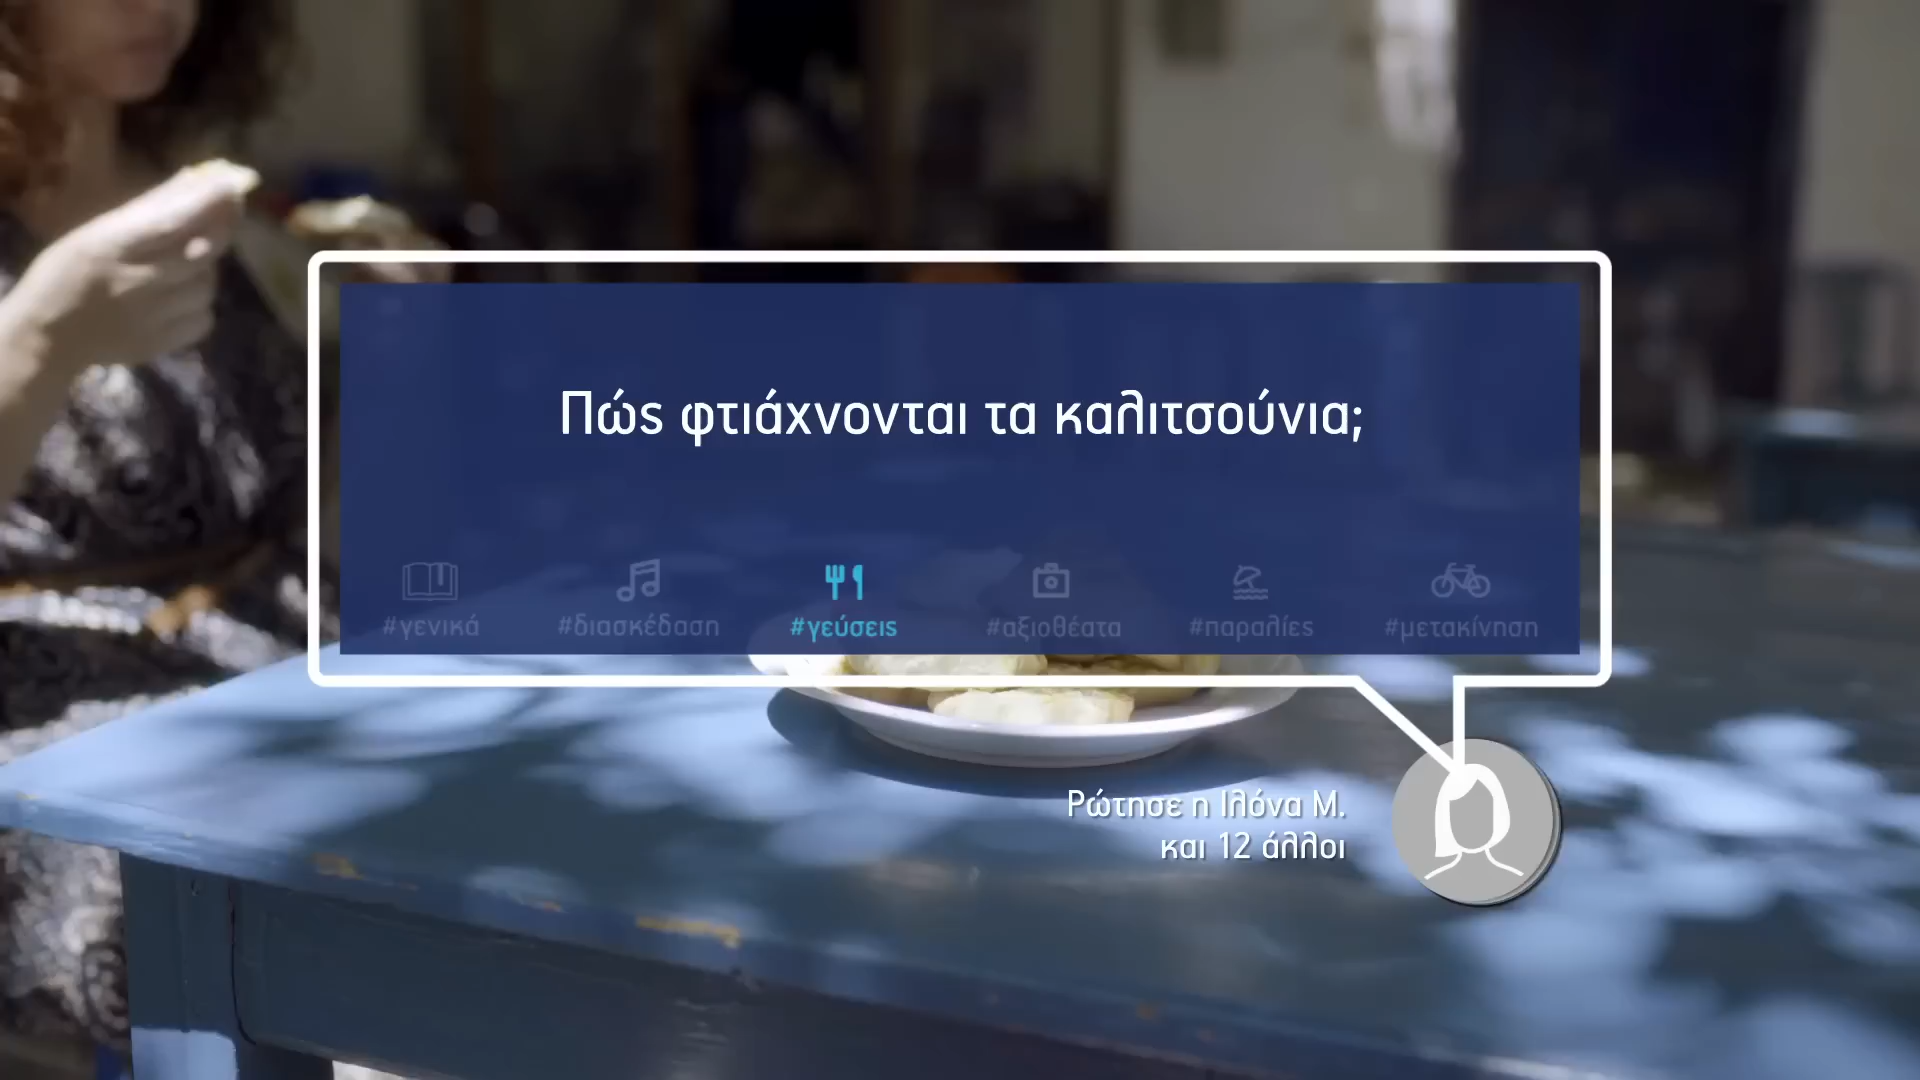 Πώς φτιάχνονται τα καλιτσούνια;
#γενικά #διασκέδαση #γεύσεις #αξιοθέατα #παραλίες #μετακίνηση
Ρώτησε η Ιλόνα Μ.
και 12 άλλοι